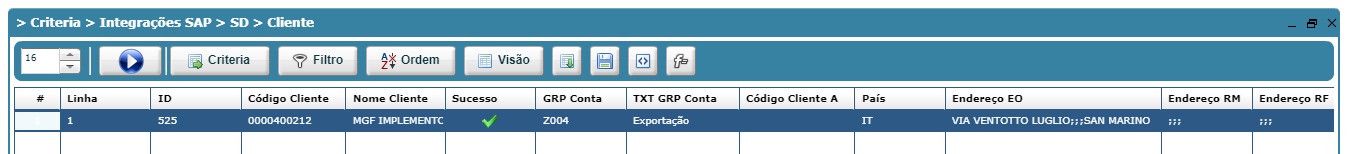 > Criteria > Integrações SAP > SD > Cliente
16 Criteria Filtro Ordem Visão
# Linha ID Código Cliente Nome Cliente Sucesso GRP Conta TXT GRP Conta Código Cliente A País Endereço EO Endereço RM Endereço RF
1 1 525 0000400212 MGF IMPLEMENTO Z004 Exportação IT VIA VENTOTTO LUGLIO;;;SAN MARINO ;;; ;;;